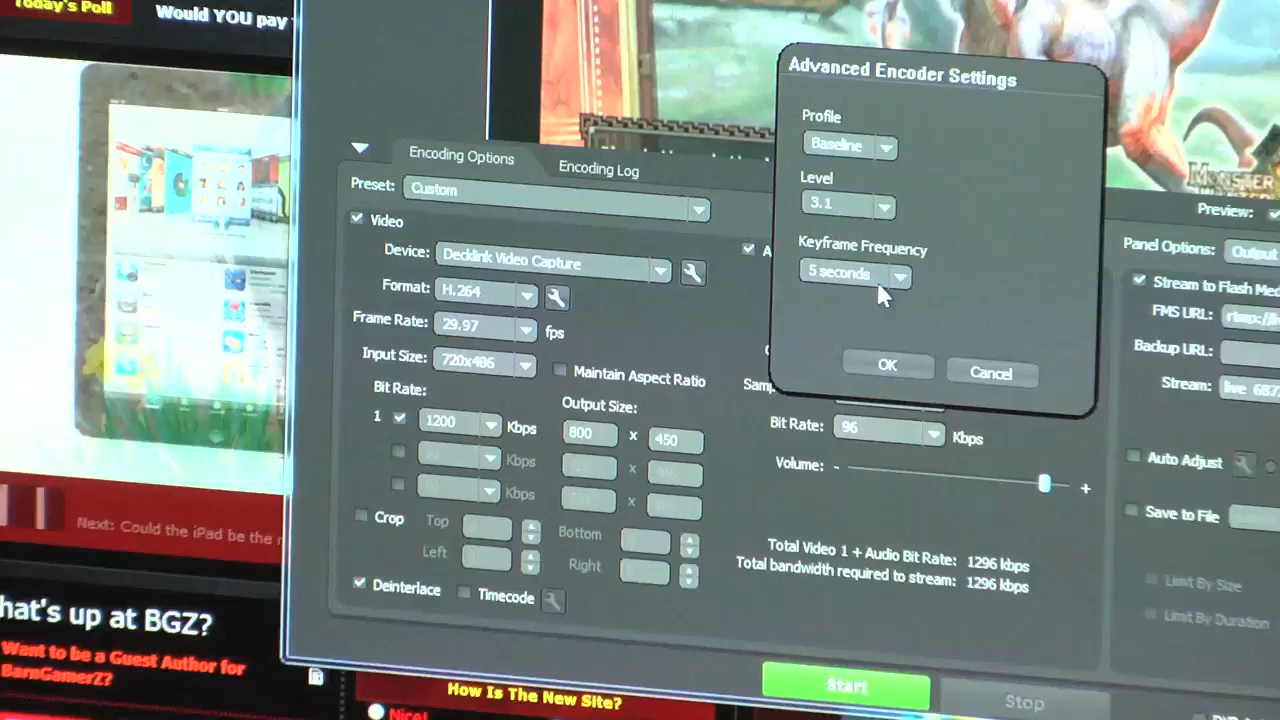 Today's Poll
Would YOU pay
Next: Could the iPad be the
What's up at BGZ?
Want to be a Guest Author for
BarnGamerZ?
How Is The New Site?
Nice!
Encoding Options
Encoding Log
Preset: Custom
Video
Device: Decklink Video Capture
Format: H.264
Frame Rate: 29.97 fps
Input Size: 720x486
Maintain Aspect Ratio
Bit Rate:
Output Size:
1 1200 Kbps 800 x 450
Kbps x
Kbps x
Crop Top Bottom
Left Right
Deinterlace Timecode
Advanced Encoder Settings
Profile
Baseline
Level
3.1
Keyframe Frequency
5 seconds
OK Cancel
Bit Rate: 96 Kbps
Volume: - +
Total Video 1 + Audio Bit Rate: 1296 kbps
Total bandwidth required to stream: 1296 kbps
Start Stop
MONSTER
Preview:
Panel Options: Output
Stream to Flash Med
FMS URL: rtmp://
Backup URL:
Stream: live_687
Auto Adjust
Save to File
Limit By Size
Limit By Duration